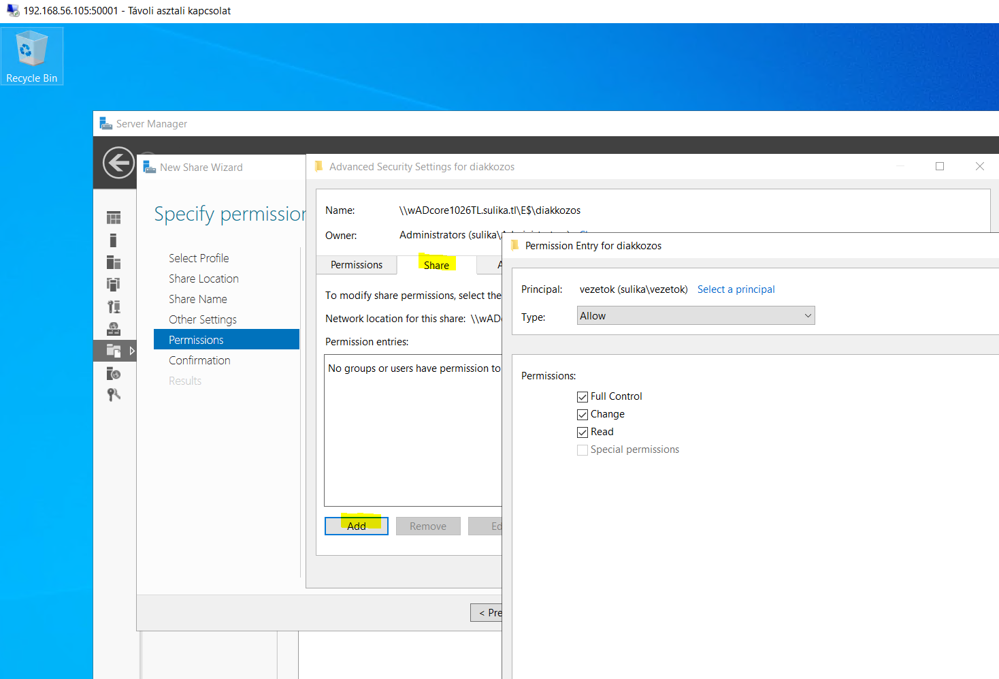 192.168.56.105:50001 - Távoli asztali kapcsolat
Recycle Bin
Server Manager
New Share Wizard
Specify permission
Select Profile
Share Location
Share Name
Other Settings
Permissions
Confirmation
Results
< Pre
Advanced Security Settings for diakkozos
Name: \\wADcore1026TL.sulika.tl\E$\diakkozos
Owner: Administrators (sulika\
Permissions Share A
To modify share permissions, select the
Network location for this share: \\wADc
Permission entries:
No groups or users have permission to
Add Remove Ed
Permission Entry for diakkozos
Principal: vezetok (sulika\vezetok) Select a principal
Type: Allow
Permissions:
Full Control
Change
Read
Special permissions